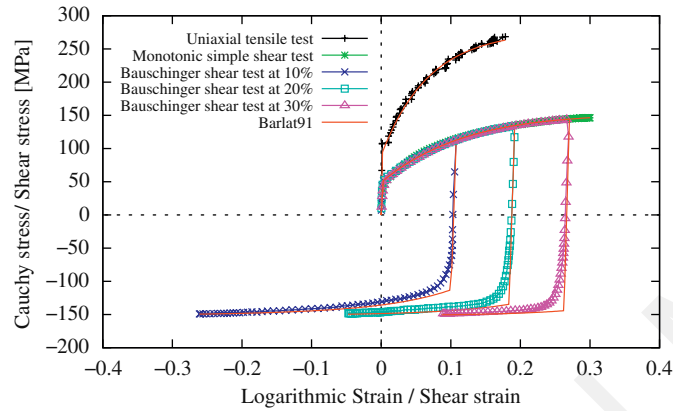 300
250
200
150
100
50
0
−50
−100
−150
−200
Cauchy stress/ Shear stress [MPa]
Uniaxial tensile test
Monotonic simple shear test
Bauschinger shear test at 10%
Bauschinger shear test at 20%
Bauschinger shear test at 30%
Barlat91
−0.4 −0.3 −0.2 −0.1 0 0.1 0.2 0.3 0.4
Logarithmic Strain / Shear strain